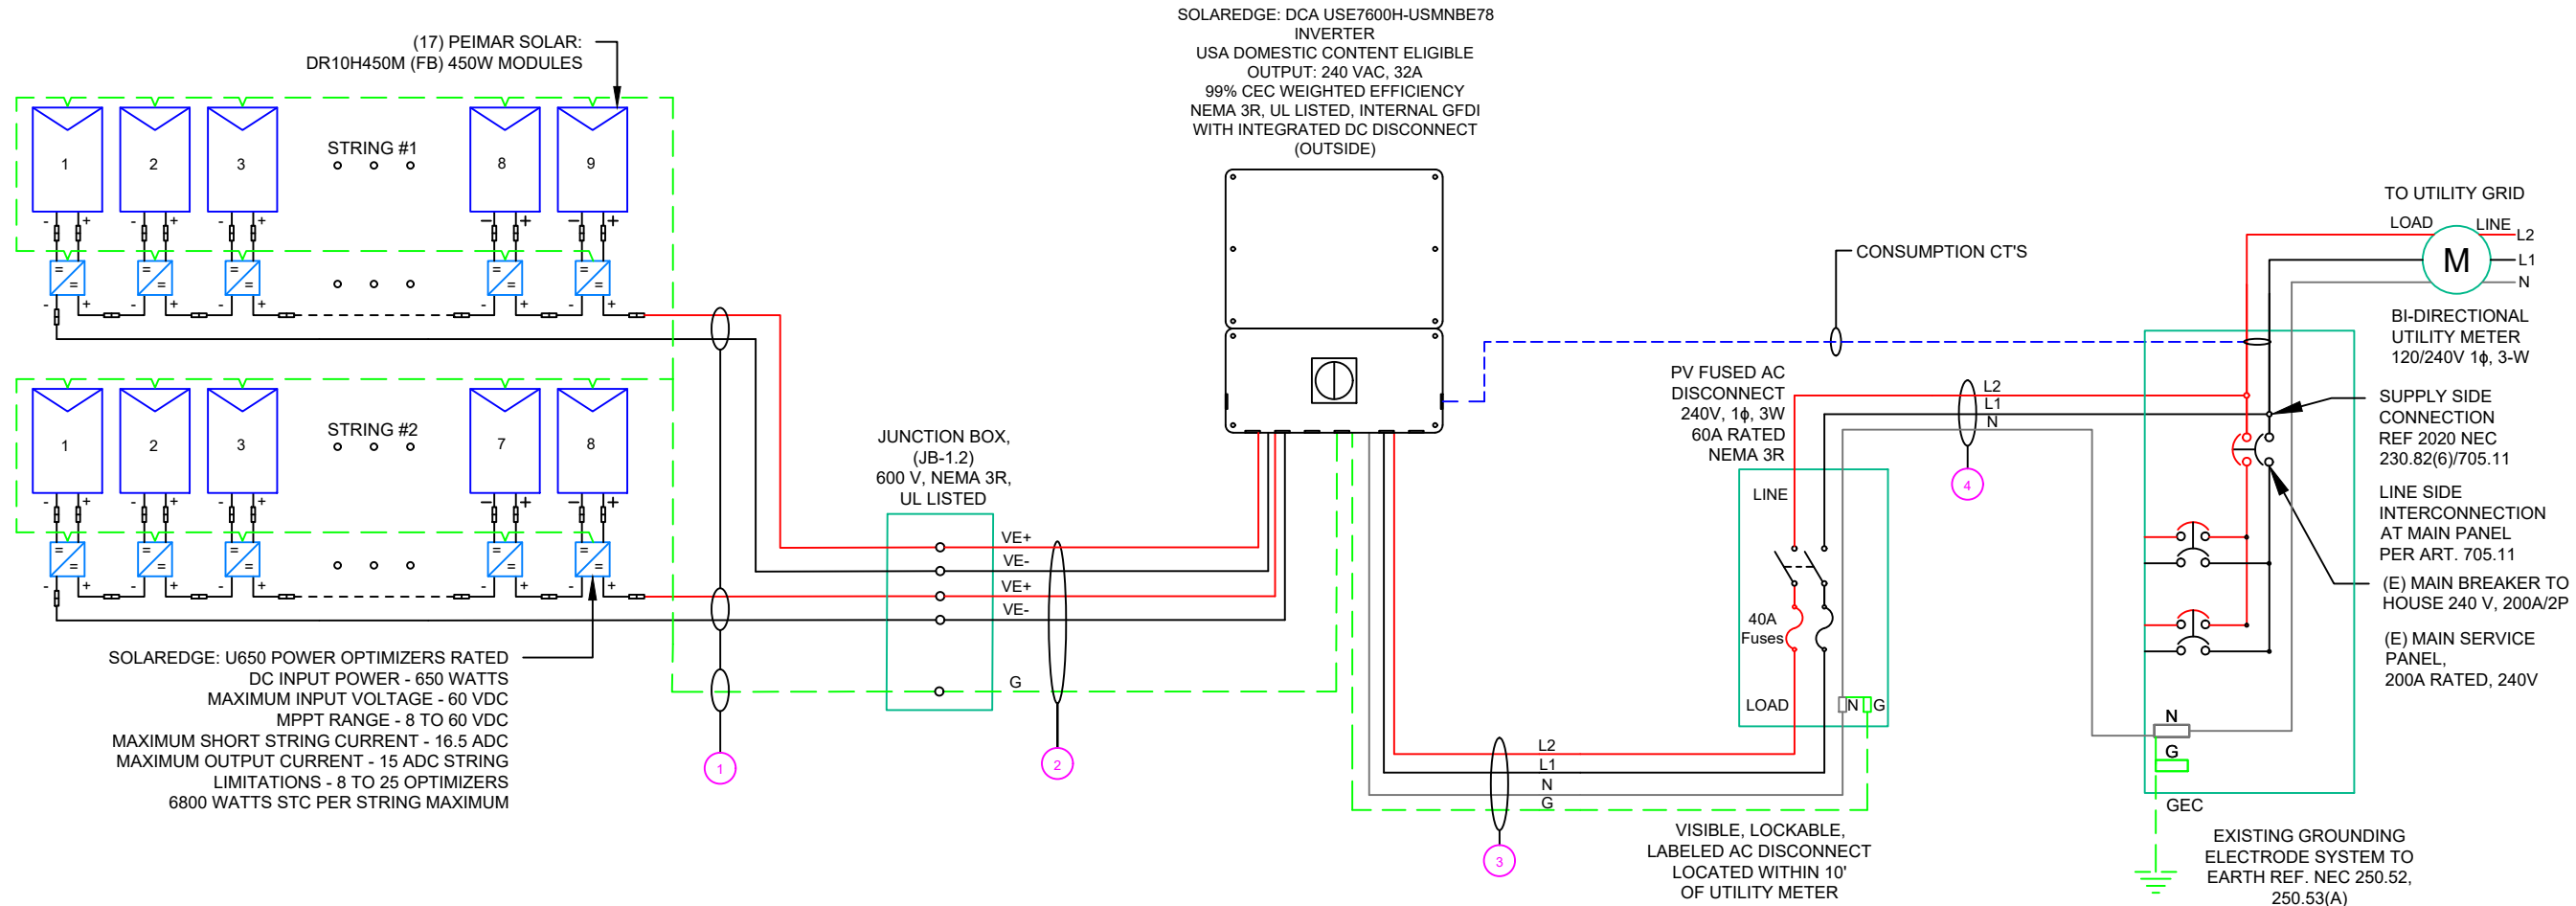 SOLAREDGE: DCA USE7600H-USMNBE78
INVERTER
USA DOMESTIC CONTENT ELIGIBLE
OUTPUT: 240 VAC, 32A
99% CEC WEIGHTED EFFICIENCY
NEMA 3R, UL LISTED, INTERNAL GFDI
WITH INTEGRATED DC DISCONNECT
(OUTSIDE)
(17) PEIMAR SOLAR:
DR10H450M (FB) 450W MODULES
1 2 3 STRING #1 8 9
- + - + - + - + - +
= = = = = = = = = =
- + - + - + - + - +
1 2 3 STRING #2 7 8
- + - + - + - + - +
= = = = = = = = = =
- + - + - + - + - +
SOLAREDGE: U650 POWER OPTIMIZERS RATED
DC INPUT POWER - 650 WATTS
MAXIMUM INPUT VOLTAGE - 60 VDC
MPPT RANGE - 8 TO 60 VDC
MAXIMUM SHORT STRING CURRENT - 16.5 ADC
MAXIMUM OUTPUT CURRENT - 15 ADC STRING
LIMITATIONS - 8 TO 25 OPTIMIZERS
6800 WATTS STC PER STRING MAXIMUM
1
JUNCTION BOX,
(JB-1.2)
600 V, NEMA 3R,
UL LISTED
VE+
VE-
VE+
VE-
G
2
CONSUMPTION CT'S
PV FUSED AC
DISCONNECT
240V, 1ϕ, 3W
60A RATED
NEMA 3R
LINE
40A
Fuses
LOAD
N G
L2
L1
N
G
3
VISIBLE, LOCKABLE,
LABELED AC DISCONNECT
LOCATED WITHIN 10'
OF UTILITY METER
L2
L1
N
4
TO UTILITY GRID
LOAD LINE
M
L2
L1
N
BI-DIRECTIONAL
UTILITY METER
120/240V 1ϕ, 3-W
SUPPLY SIDE
CONNECTION
REF 2020 NEC
230.82(6)/705.11
LINE SIDE
INTERCONNECTION
AT MAIN PANEL
PER ART. 705.11
(E) MAIN BREAKER TO
HOUSE 240 V, 200A/2P
(E) MAIN SERVICE
PANEL,
200A RATED, 240V
N
G
GEC
EXISTING GROUNDING
ELECTRODE SYSTEM TO
EARTH REF. NEC 250.52,
250.53(A)